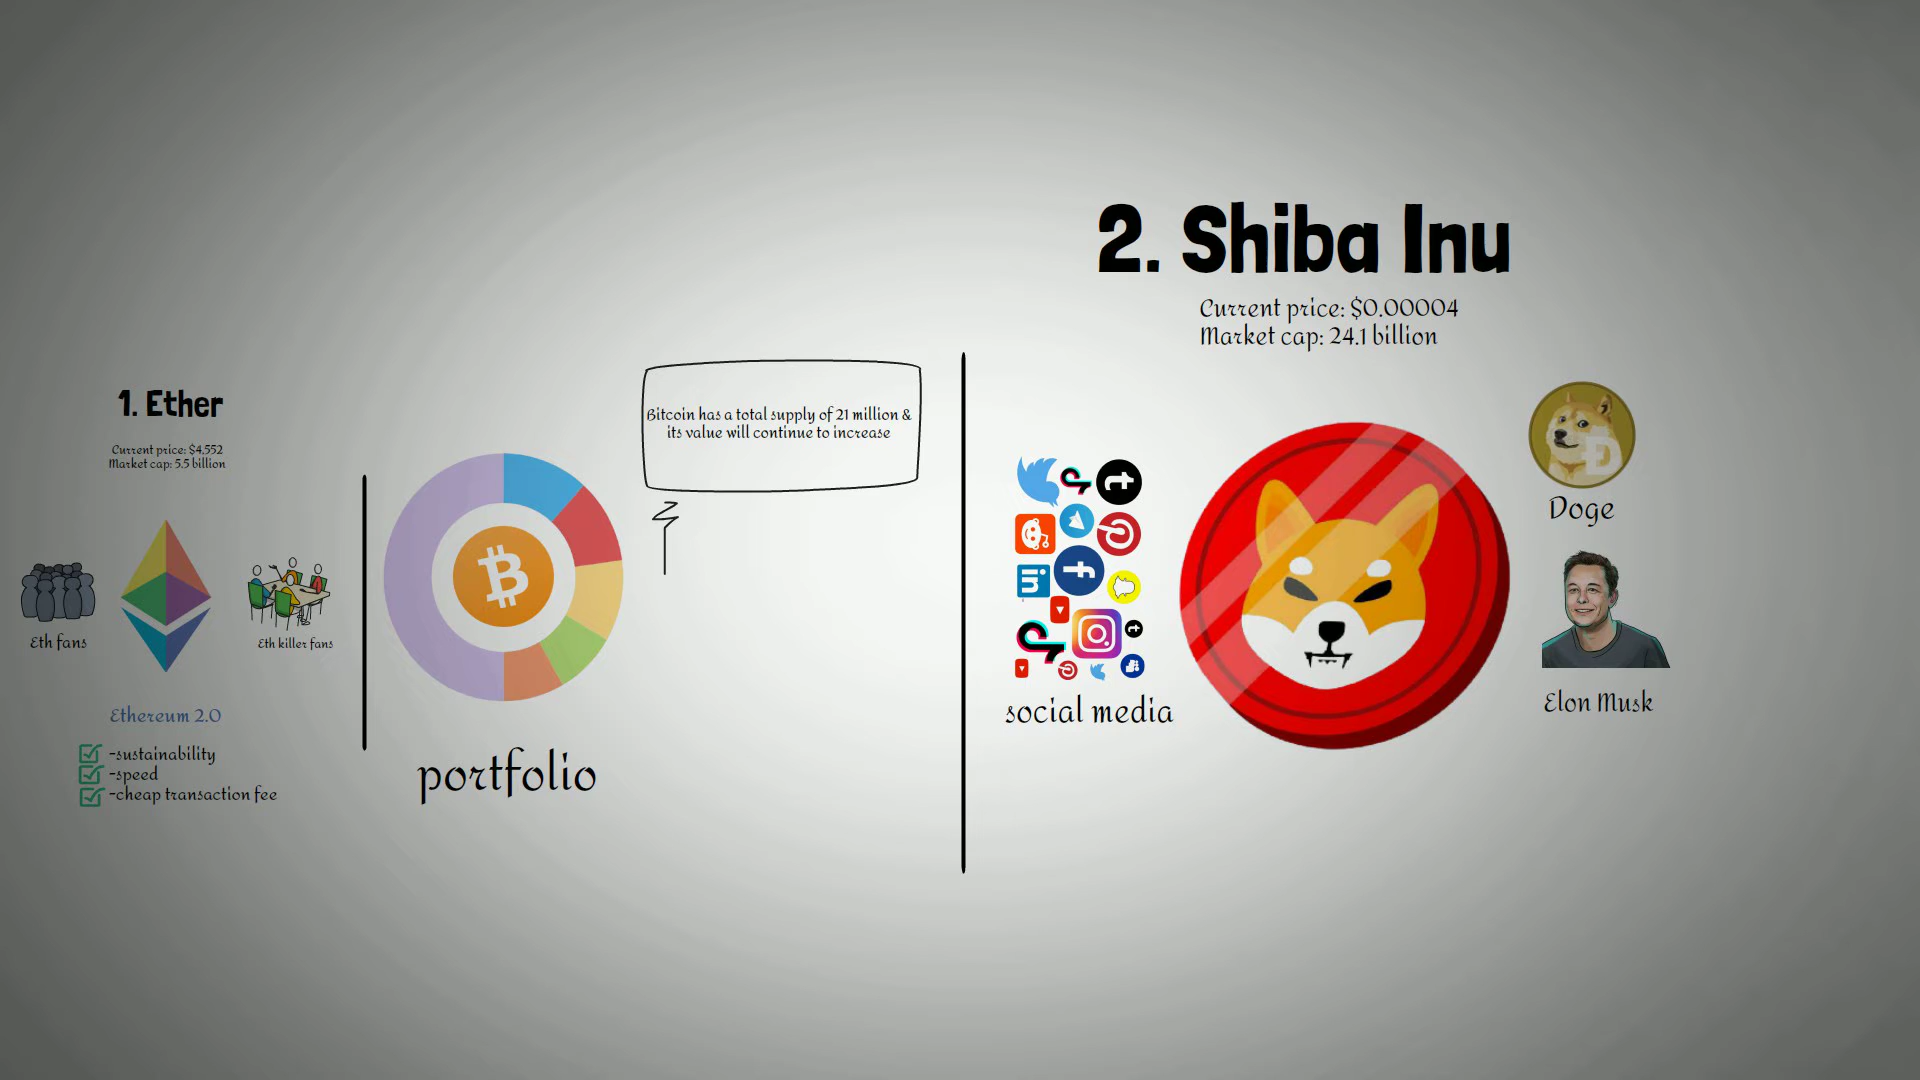 1. Ether
Current price: $4,552
Market cap: 5.5 billion
Eth fans
Eth killer fans
Ethereum 2.0
-sustainability
-speed
-cheap transaction fee
portfolio
Bitcoin has a total supply of 21 million &
its value will continue to increase
2. Shiba Inu
Current price: $0.00004
Market cap: 24.1 billion
social media
Doge
Elon Musk